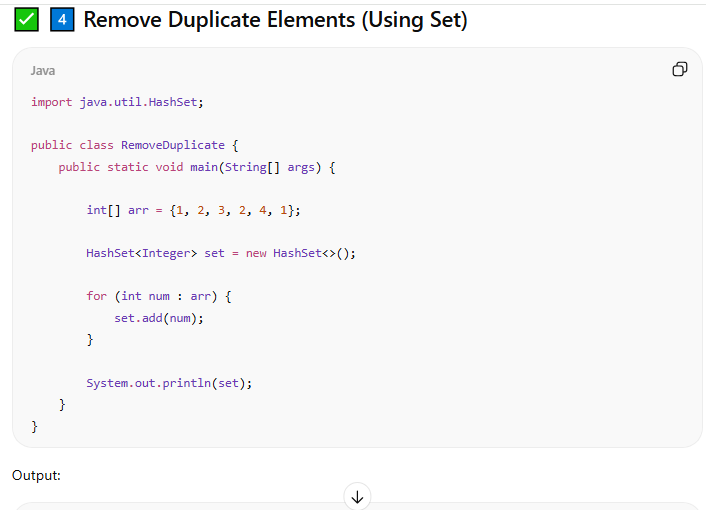 ✅ 4️⃣ Remove Duplicate Elements (Using Set)
Java
import java.util.HashSet;
public class RemoveDuplicate {
public static void main(String[] args) {
int[] arr = {1, 2, 3, 2, 4, 1};
HashSet<Integer> set = new HashSet<>();
for (int num : arr) {
set.add(num);
}
System.out.println(set);
}
}
Output: